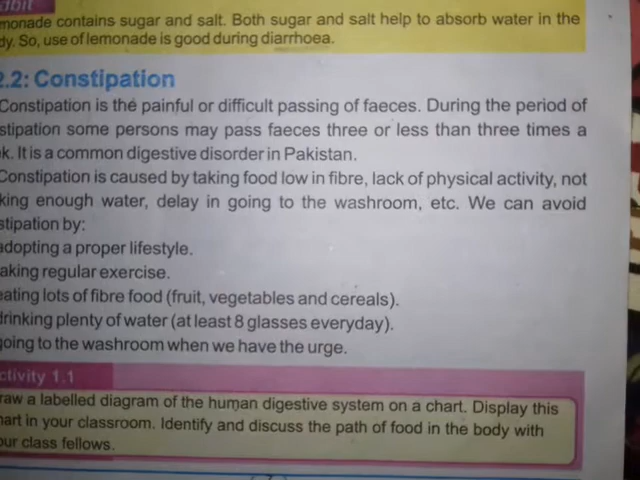 abit
monade contains sugar and salt. Both sugar and salt help to absorb water in the
dy. So, use of lemonade is good during diarrhoea.
2.2: Constipation
Constipation is the painful or difficult passing of faeces. During the period of
stipation some persons may pass faeces three or less than three times a
k. It is a common digestive disorder in Pakistan.
Constipation is caused by taking food low in fibre, lack of physical activity, not
king enough water, delay in going to the washroom, etc. We can avoid
stipation by:
adopting a proper lifestyle.
aking regular exercise.
eating lots of fibre food (fruit, vegetables and cereals).
drinking plenty of water (at least 8 glasses everyday).
going to the washroom when we have the urge.
ctivity 1.1
raw a labelled diagram of the human digestive system on a chart. Display this
hart in your classroom. Identify and discuss the path of food in the body with
our class fellows.